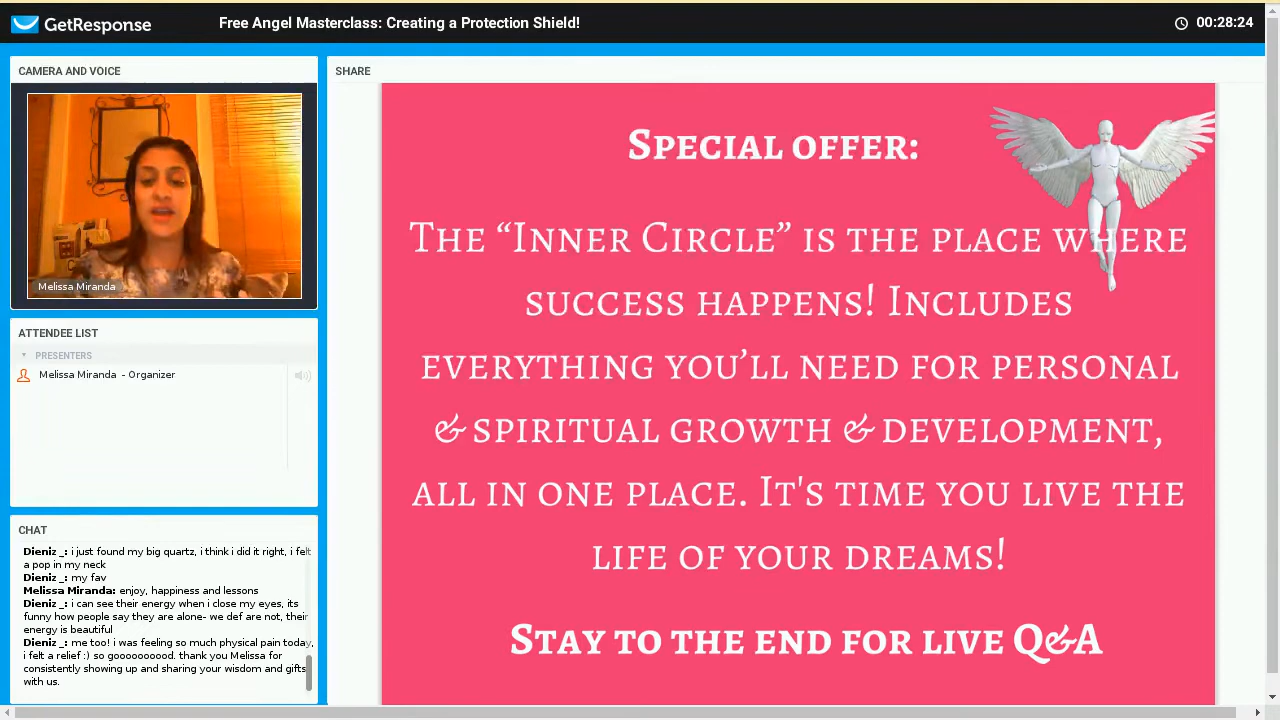 GetResponse
Free Angel Masterclass: Creating a Protection Shield!
00:28:24
CAMERA AND VOICE
Melissa Miranda
ATTENDEE LIST
PRESENTERS
Melissa Miranda - Organizer
CHAT
Dieniz _: i just found my big quartz, i think i did it right, i felt
a pop in my neck
Dieniz _: my fav
Melissa Miranda: enjoy, happiness and lessons
Dieniz _: i can see their energy when i close my eyes, its
funny how people say they are alone- we def are not, their
energy is beautiful
Dieniz _: me too! i was feeling so much physical pain today,
i felt a relief :) so gooooooood. thank you Melissa for
consistently showing up and sharing your wisdom and gifts
with us.
SHARE
Special offer:
The “Inner Circle” is the place where
success happens! Includes
everything you’ll need for personal
& spiritual growth & development,
all in one place. It's time you live the
life of your dreams!
Stay to the end for live Q&A